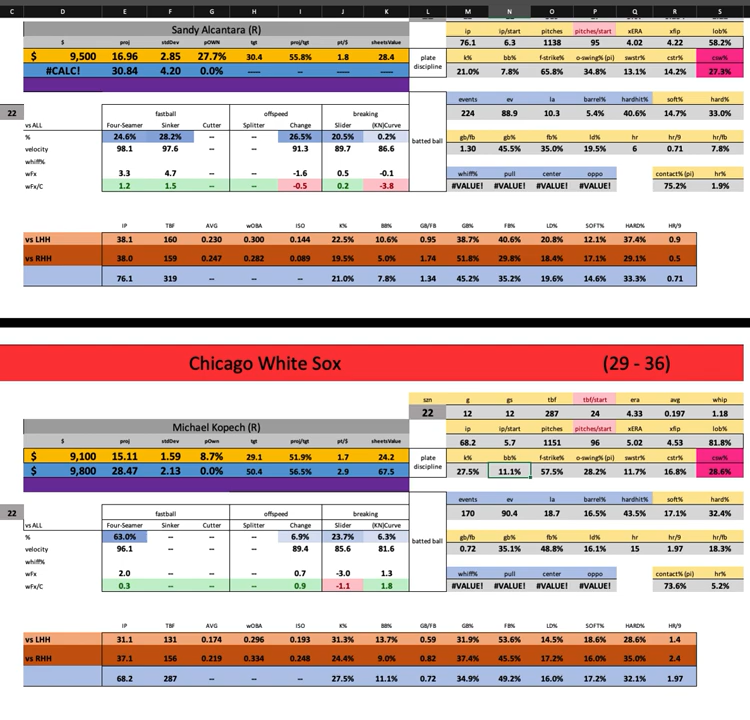 C D E F G H I J K L M N O P Q R S
Sandy Alcantara (R)
ip ip/start pitches pitches/start xERA xfip lob%
76.1 6.3 1138 95 4.02 4.22 58.2%
$ proj stdDev pOWN tgt proj/tgt pt/$ sheetsValue
$ 9,500 16.96 2.85 27.7% 30.4 55.8% 1.8 28.4
plate discipline
k% bb% f-strike% o-swing% (pi) swstr% cstr% csw%
#CALC! 30.84 4.20 0.0% ---- -- ---- ----
21.0% 7.8% 65.8% 34.8% 13.1% 14.2% 27.3%
events ev la barrel% hardhit% soft% hard%
22 fastball offspeed breaking
224 88.9 10.3 5.4% 40.6% 14.7% 33.0%
vs ALL Four-Seamer Sinker Cutter Splitter Change Slider (KN)Curve
% 24.6% 28.2% -- -- 26.5% 20.5% 0.2%
batted ball
gb/fb gb% fb% ld% hr hr/9 hr/fb
velocity 98.1 97.6 -- -- 91.3 89.7 86.6
1.30 45.5% 35.0% 19.5% 6 0.71 7.8%
whiff%
wFx 3.3 4.7 -- -- -1.6 0.5 -0.1
whiff% pull center oppo contact% (pi) hr%
wFx/C 1.2 1.5 -- -- -0.5 0.2 -3.8
#VALUE! #VALUE! #VALUE! #VALUE! 75.2% 1.9%
IP TBF AVG wOBA ISO K% BB% GB/FB GB% FB% LD% SOFT% HARD% HR/9
vs LHH 38.1 160 0.230 0.300 0.144 22.5% 10.6% 0.95 38.7% 40.6% 20.8% 12.1% 37.4% 0.9
vs RHH 38.0 159 0.247 0.282 0.089 19.5% 5.0% 1.74 51.8% 29.8% 18.4% 17.1% 29.1% 0.5
76.1 319 -- -- -- 21.0% 7.8% 1.34 45.2% 35.2% 19.6% 14.6% 33.3% 0.71
Chicago White Sox (29 - 36)
szn g gs tbf tbf/start era avg whip
22 12 12 287 24 4.33 0.197 1.18
Michael Kopech (R)
ip ip/start pitches pitches/start xERA xfip lob%
68.2 5.7 1151 96 5.02 4.53 81.8%
$ proj stdDev pOwn tgt proj/tgt pt/$ sheetsValue
$ 9,100 15.11 1.59 8.7% 29.1 51.9% 1.7 24.2
plate discipline
k% bb% f-strike% o-swing% (pi) swstr% cstr% csw%
$ 9,800 28.47 2.13 0.0% 50.4 56.5% 2.9 67.5
27.5% 11.1% 57.5% 28.2% 11.7% 16.8% 28.6%
events ev la barrel% hardhit% soft% hard%
22 fastball offspeed breaking
170 90.4 18.7 16.5% 43.5% 17.1% 32.4%
vs ALL Four-Seamer Sinker Cutter Splitter Change Slider (KN)Curve
% 63.0% -- -- -- 6.9% 23.7% 6.3%
batted ball
gb/fb gb% fb% ld% hr hr/9 hr/fb
velocity 96.1 -- -- -- 89.4 85.6 81.6
0.72 35.1% 48.8% 16.1% 15 1.97 18.3%
whiff%
wFx 2.0 -- -- -- 0.7 -3.0 1.3
whiff% pull center oppo contact% (pi) hr%
wFx/C 0.3 -- -- -- 0.9 -1.1 1.8
#VALUE! #VALUE! #VALUE! #VALUE! 73.6% 5.2%
IP TBF AVG wOBA ISO K% BB% GB/FB GB% FB% LD% SOFT% HARD% HR/9
vs LHH 31.1 131 0.174 0.296 0.193 31.3% 13.7% 0.59 31.9% 53.6% 14.5% 18.6% 28.6% 1.4
vs RHH 37.1 156 0.219 0.334 0.248 24.4% 9.0% 0.82 37.4% 45.5% 17.2% 16.0% 35.0% 2.4
68.2 287 -- -- -- 27.5% 11.1% 0.72 34.9% 49.2% 16.0% 17.2% 32.1% 1.97